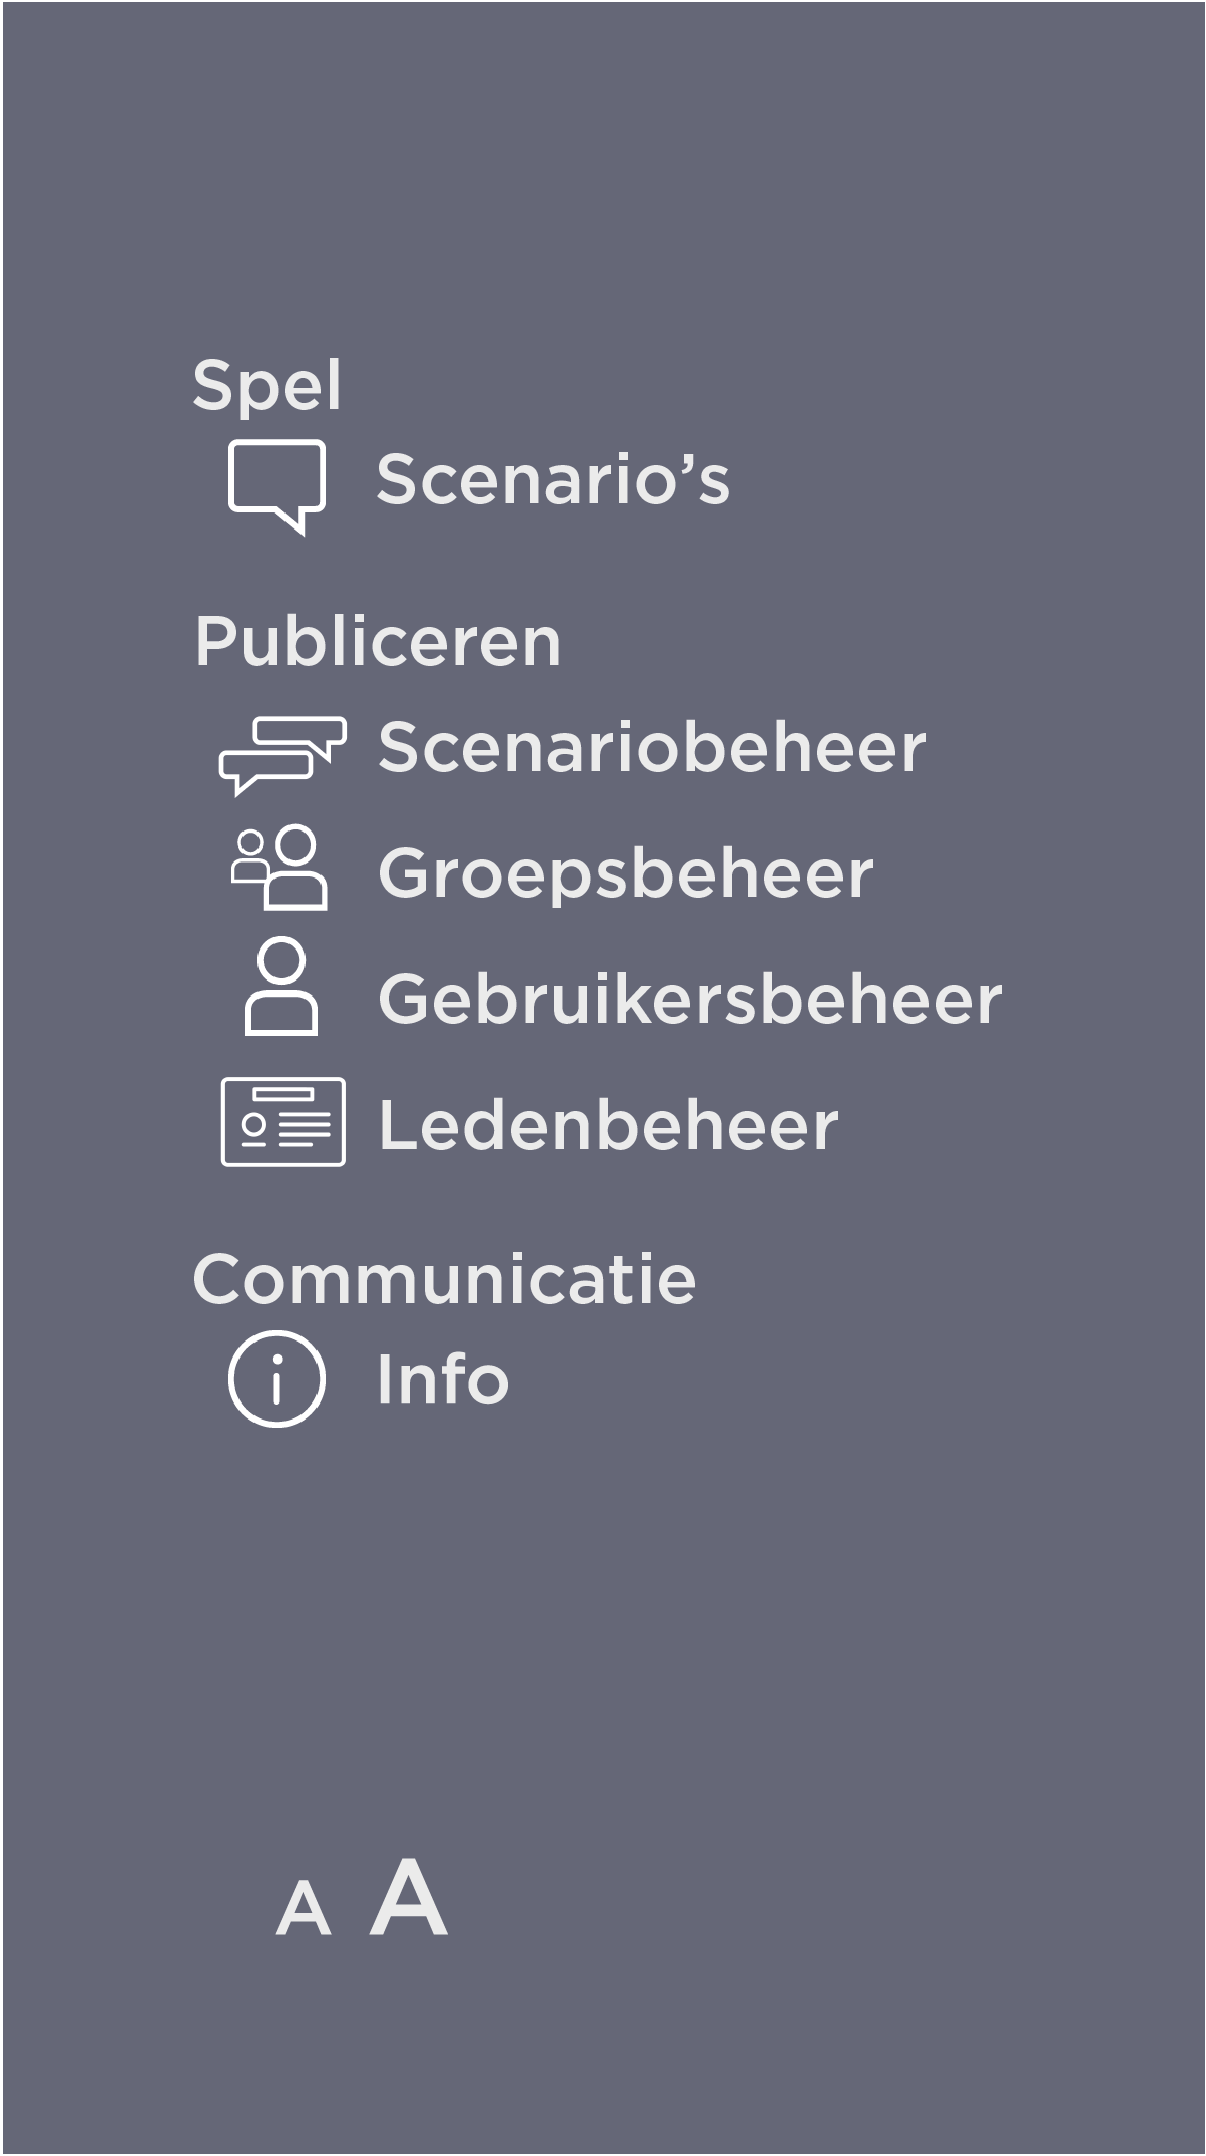 Spel
Scenario’s
Publiceren
Scenariobeheer
Groepsbeheer
Gebruikersbeheer
Ledenbeheer
Communicatie
i Info
A A